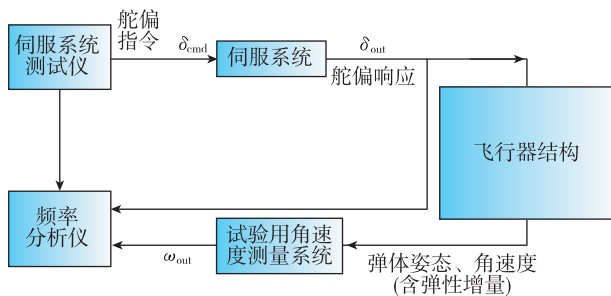 伺服系统
测试仪
舵偏
指令
δcmd
伺服系统
δout
舵偏响应
飞行器结构
频率
分析仪
ωout
试验用角速
度测量系统
弹体姿态、角速度
(含弹性增量)